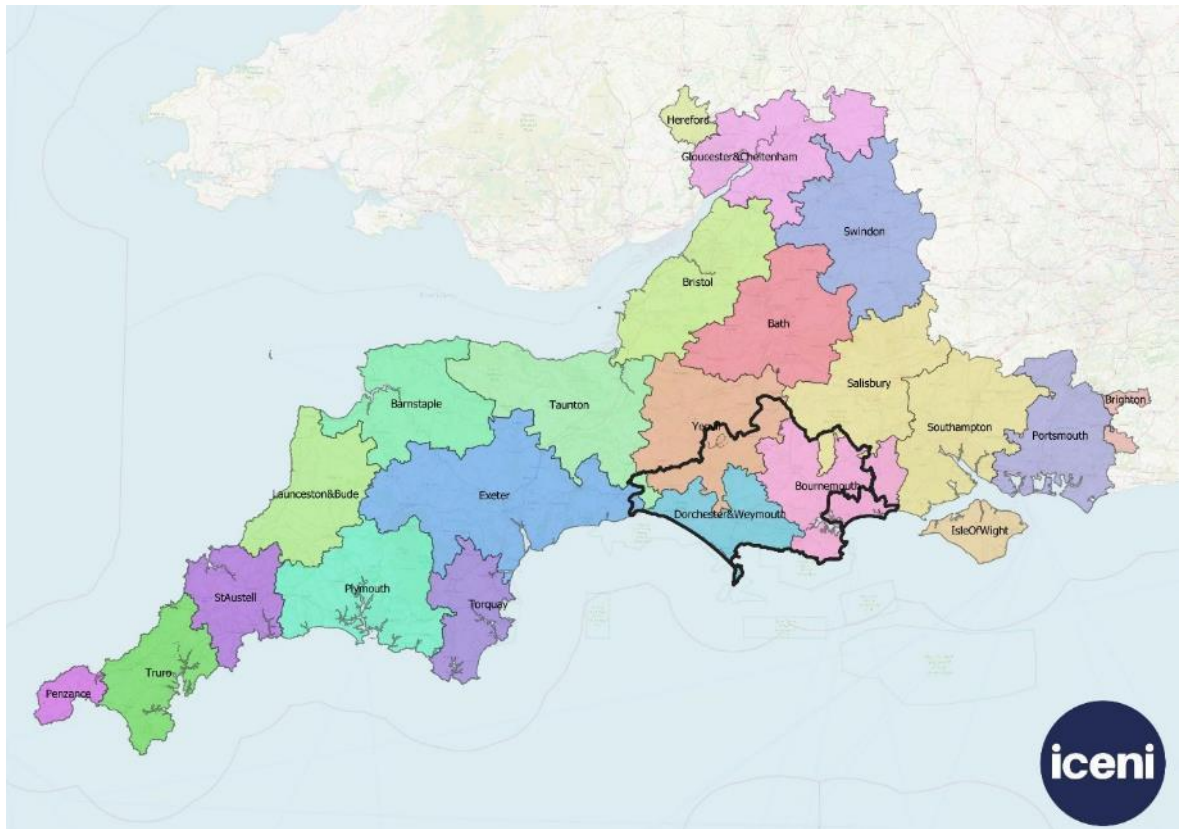 Hereford
Gloucester&Cheltenham
Swindon
Bristol
Bath
Salisbury
Barnstaple
Taunton
Brighton
Southampton
Portsmouth
Launceston&Bude
Exeter
Bournemouth
Dorchester&Weymouth
IsleOfWight
StAustell
Plymouth
Torquay
Truro
Penzance
iceni